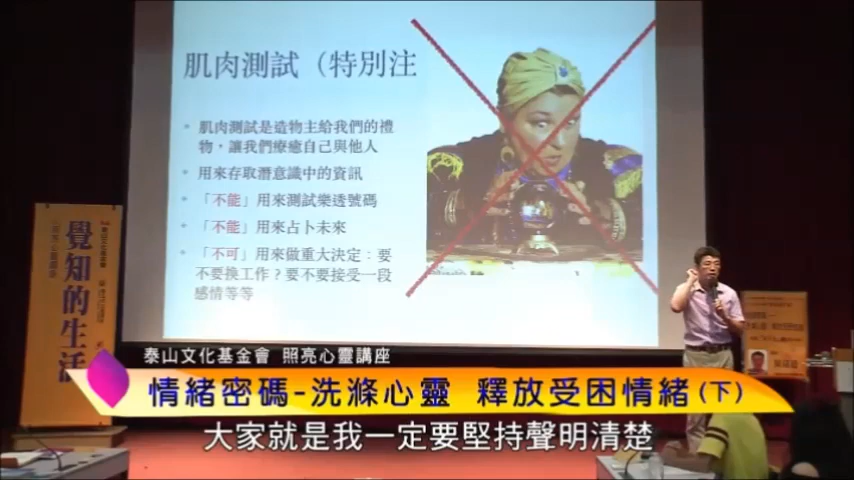 肌肉測試（特別注
肌肉測試是造物主給我們的禮
物，讓我們療癒自己與他人
用來存取潛意識中的資訊
「不能」用來測試樂透號碼
「不能」用來占卜未來
「不可」用來做重大決定：要
不要換工作？要不要接受一段
感情等等
覺知的生活
泰山文化基金會 照亮心靈講座
情緒密碼-洗滌心靈 釋放受困情緒(下)
大家就是我一定要堅持聲明清楚